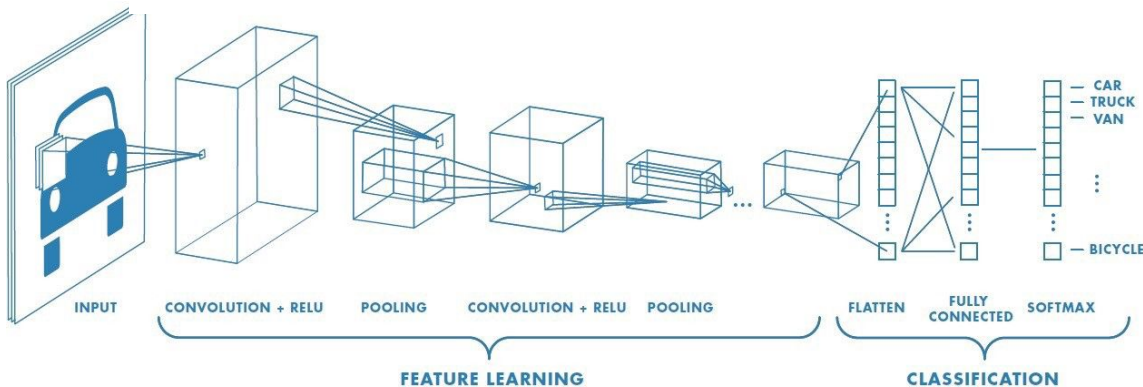 CAR
TRUCK
VAN
BICYCLE
INPUT
CONVOLUTION + RELU
POOLING
CONVOLUTION + RELU
POOLING
FLATTEN
FULLY
CONNECTED
SOFTMAX
FEATURE LEARNING
CLASSIFICATION